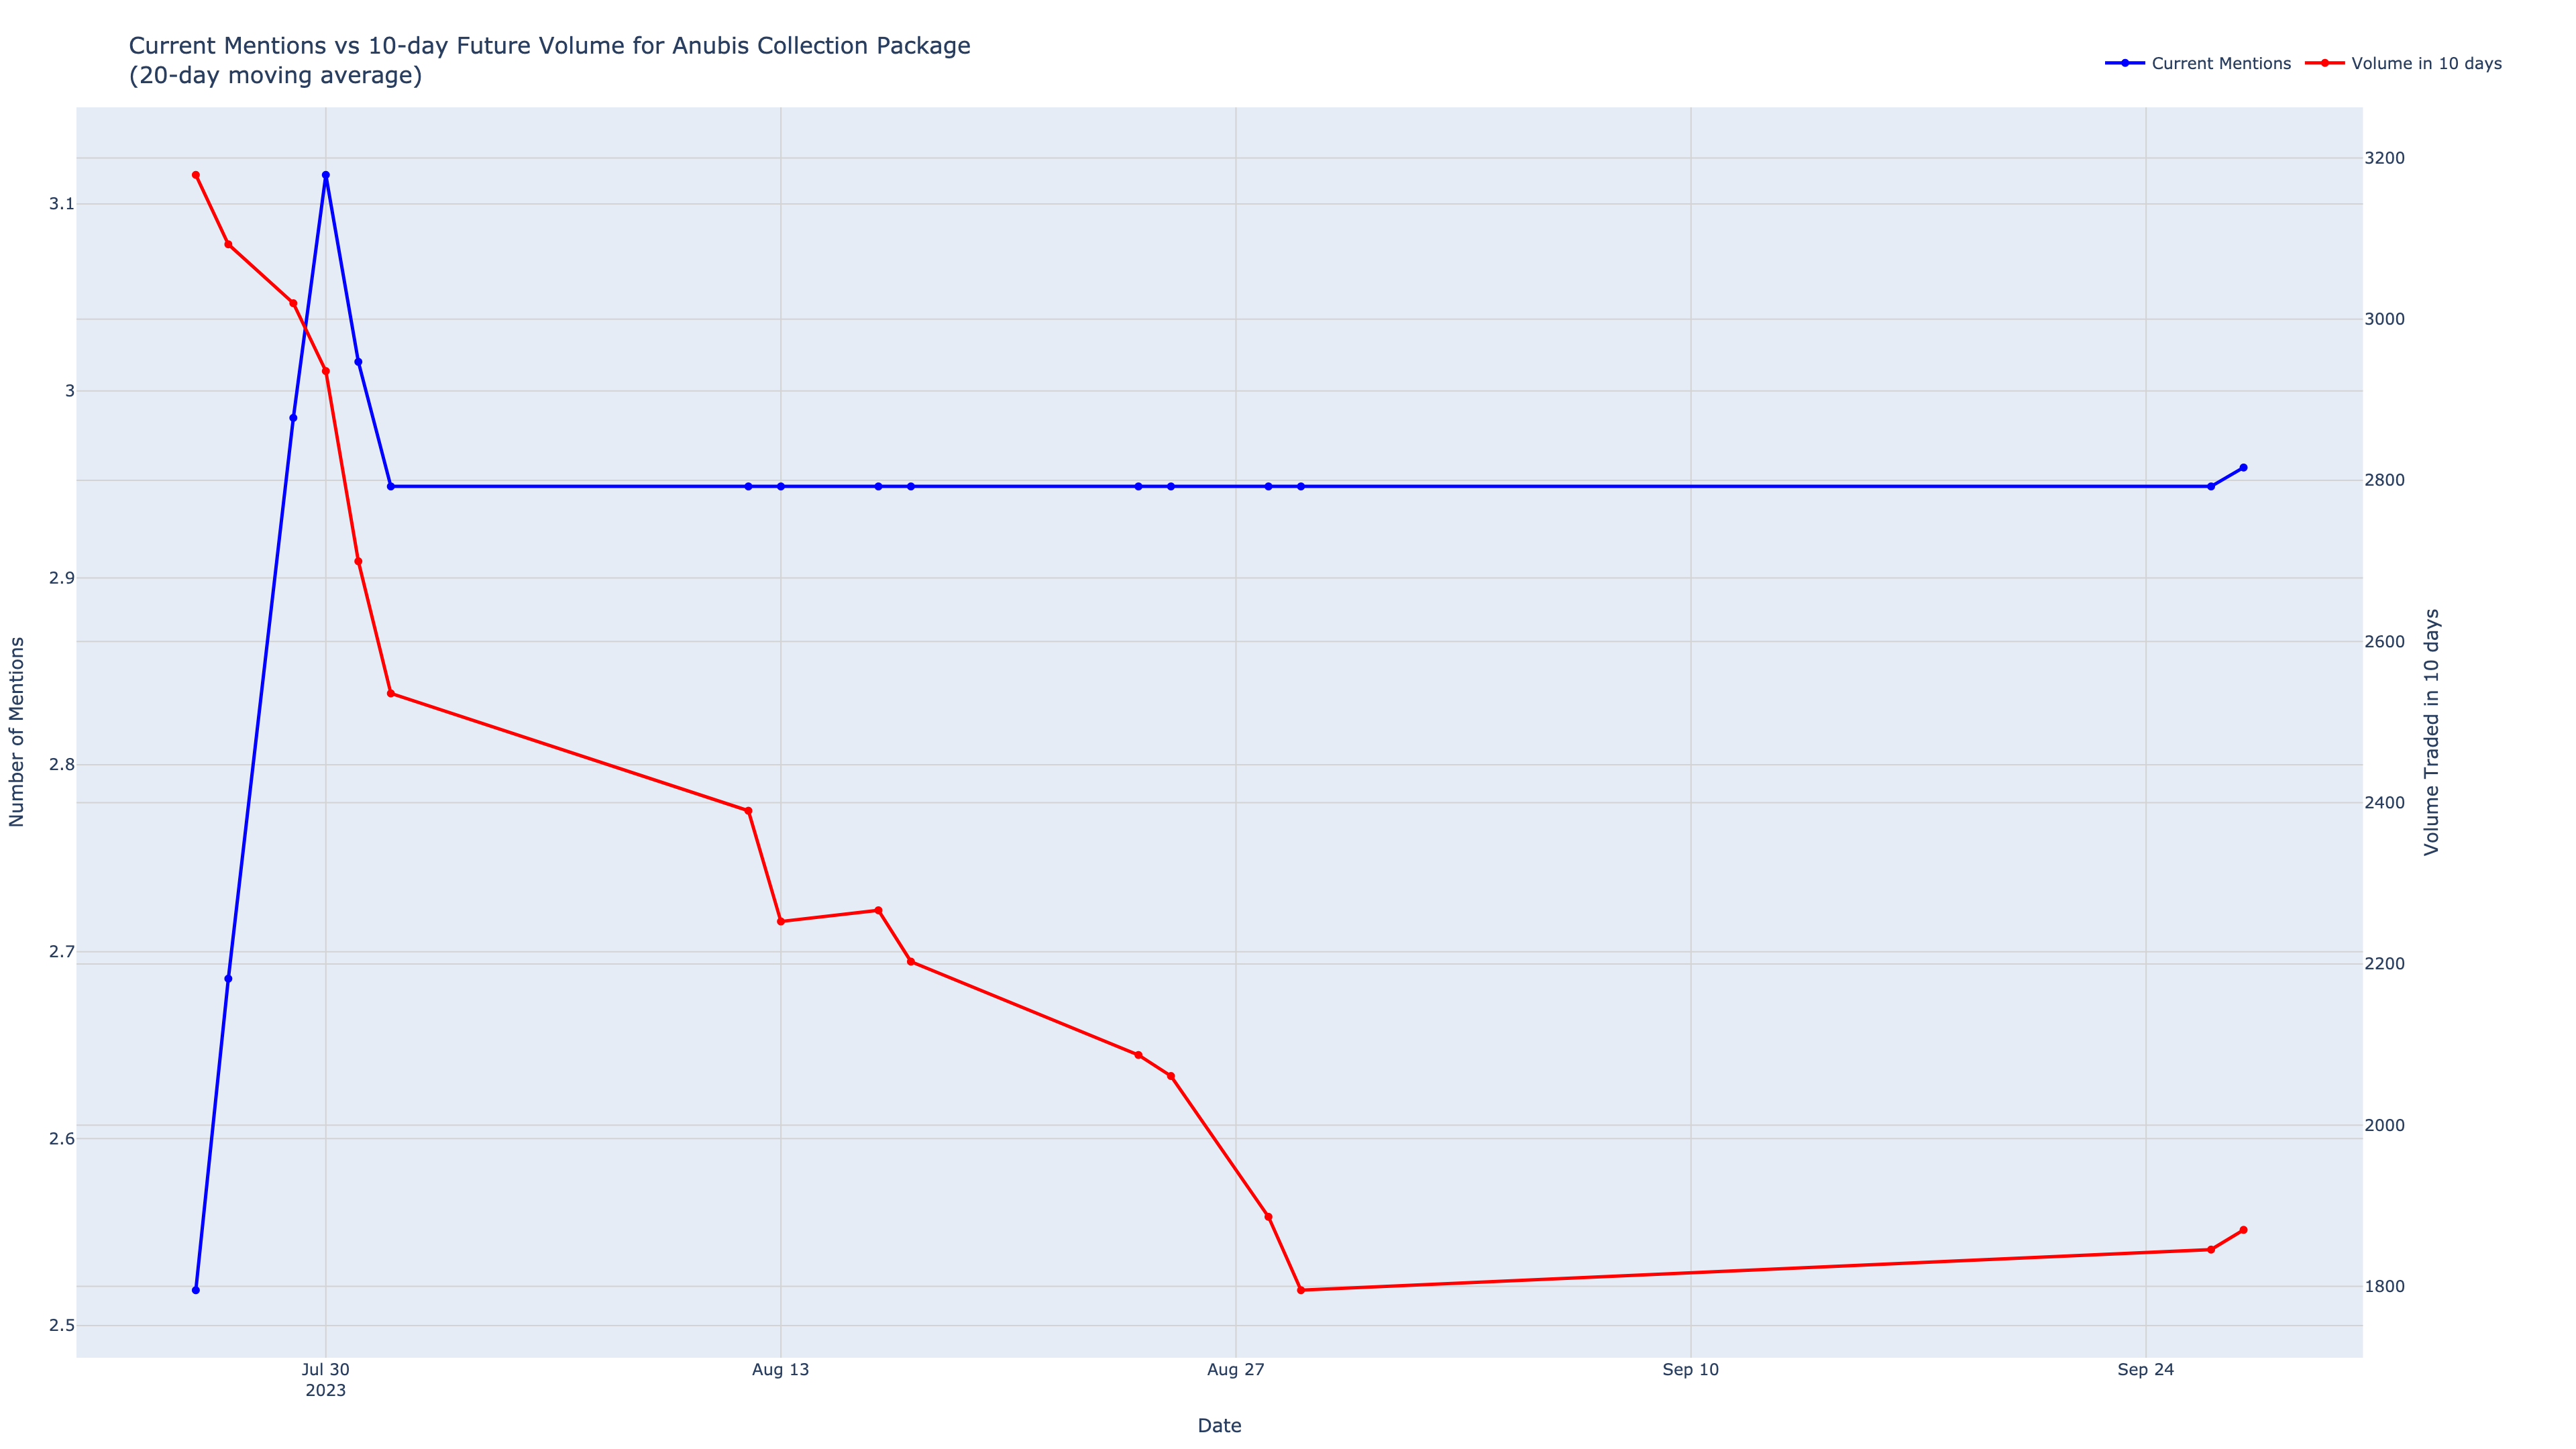 Current Mentions vs 10-day Future Volume for Anubis Collection Package
(20-day moving average)
Current Mentions
Volume in 10 days
3.1
3
2.9
2.8
2.7
2.6
2.5
Number of Mentions
3200
3000
2800
2600
2400
2200
2000
1800
Volume Traded in 10 days
Jul 30
2023
Aug 13
Aug 27
Sep 10
Sep 24
Date